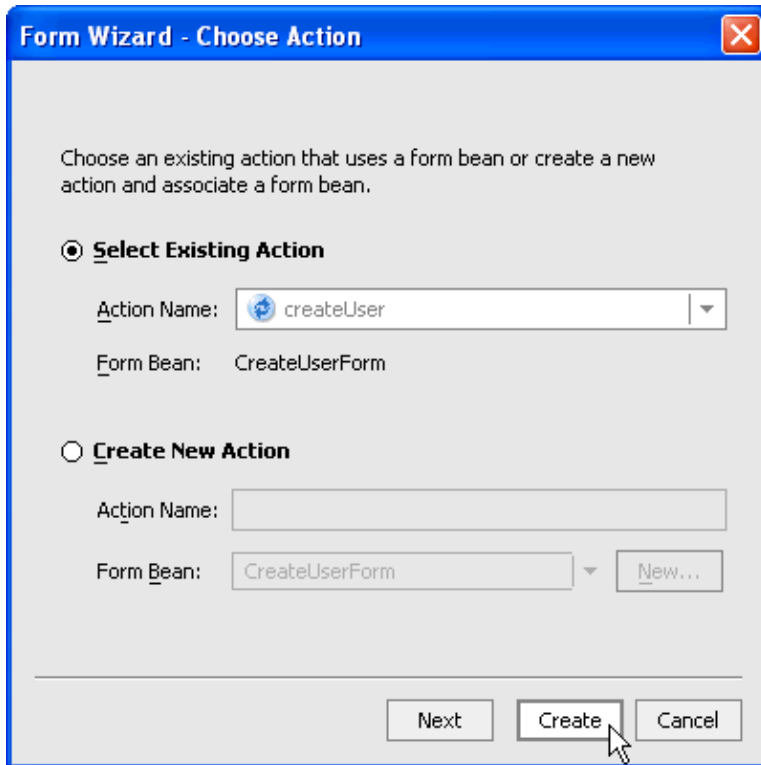 Form Wizard - Choose Action
Choose an existing action that uses a form bean or create a new
action and associate a form bean.
Select Existing Action
Action Name: createUser
Form Bean: CreateUserForm
Create New Action
Action Name:
Form Bean: CreateUserForm New...
Next Create Cancel